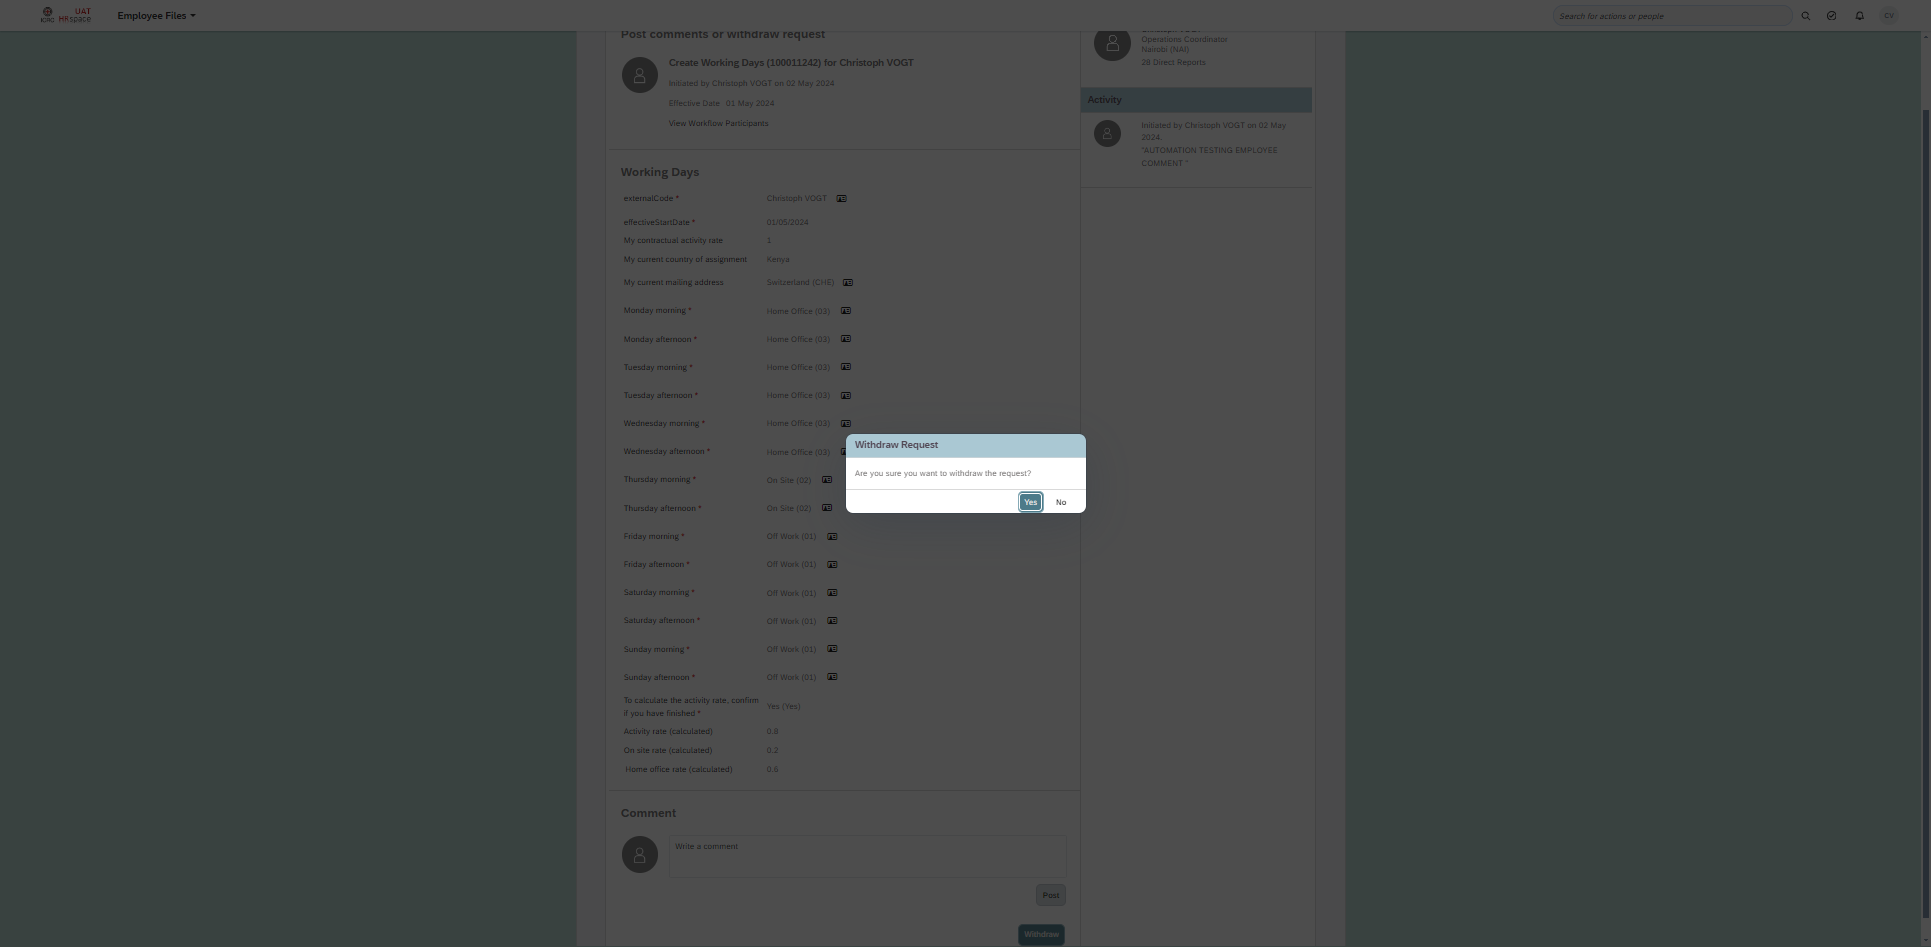 UAT
ICRC HRspace
Employee Files
Search for actions or people
CV
Post comments or withdraw request
Create Working Days (100011242) for Christoph VOGT
Initiated by Christoph VOGT on 02 May 2024
Effective Date 01 May 2024
View Workflow Participants
Operations Coordinator
Nairobi (NAI)
28 Direct Reports
Activity
Initiated by Christoph VOGT on 02 May
2024.
"AUTOMATION TESTING EMPLOYEE
COMMENT "
Working Days
externalCode * Christoph VOGT
effectiveStartDate * 01/05/2024
My contractual activity rate 1
My current country of assignment Kenya
My current mailing address Switzerland (CHE)
Monday morning * Home Office (03)
Monday afternoon * Home Office (03)
Tuesday morning * Home Office (03)
Tuesday afternoon * Home Office (03)
Wednesday morning * Home Office (03)
Wednesday afternoon * Home Office (03)
Thursday morning * On Site (02)
Thursday afternoon * On Site (02)
Friday morning * Off Work (01)
Friday afternoon * Off Work (01)
Saturday morning * Off Work (01)
Saturday afternoon * Off Work (01)
Sunday morning * Off Work (01)
Sunday afternoon * Off Work (01)
To calculate the activity rate, confirm
if you have finished * Yes (Yes)
Activity rate (calculated) 0.8
On site rate (calculated) 0.2
Home office rate (calculated) 0.6
Withdraw Request
Are you sure you want to withdraw the request?
Yes No
Comment
Write a comment
Post
Withdraw